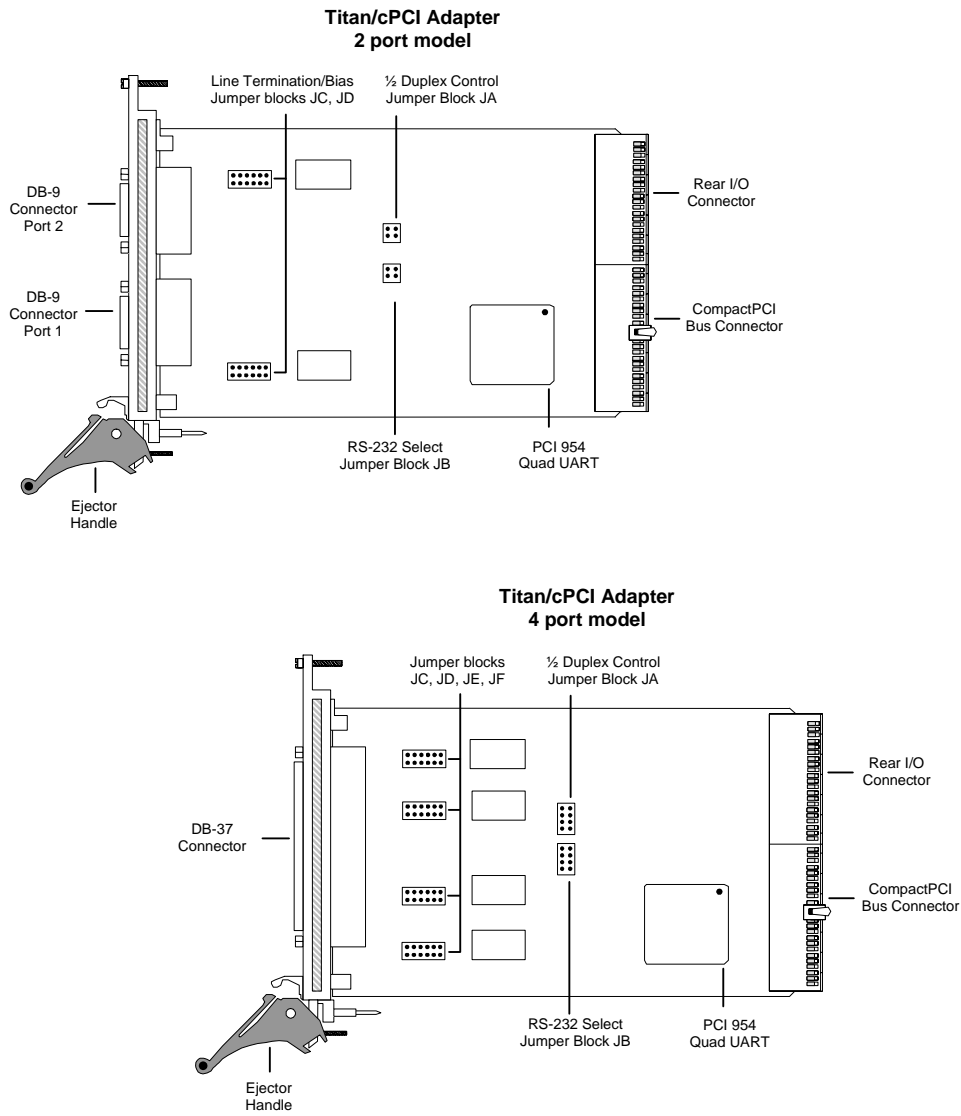 Titan/cPCI Adapter
2 port model
Line Termination/Bias
Jumper blocks JC, JD
½ Duplex Control
Jumper Block JA
DB-9
Connector
Port 2
Rear I/O
Connector
DB-9
Connector
Port 1
CompactPCI
Bus Connector
RS-232 Select
Jumper Block JB
PCI 954
Quad UART
Ejector
Handle
Titan/cPCI Adapter
4 port model
Jumper blocks
JC, JD, JE, JF
½ Duplex Control
Jumper Block JA
Rear I/O
Connector
DB-37
Connector
CompactPCI
Bus Connector
RS-232 Select
Jumper Block JB
PCI 954
Quad UART
Ejector
Handle